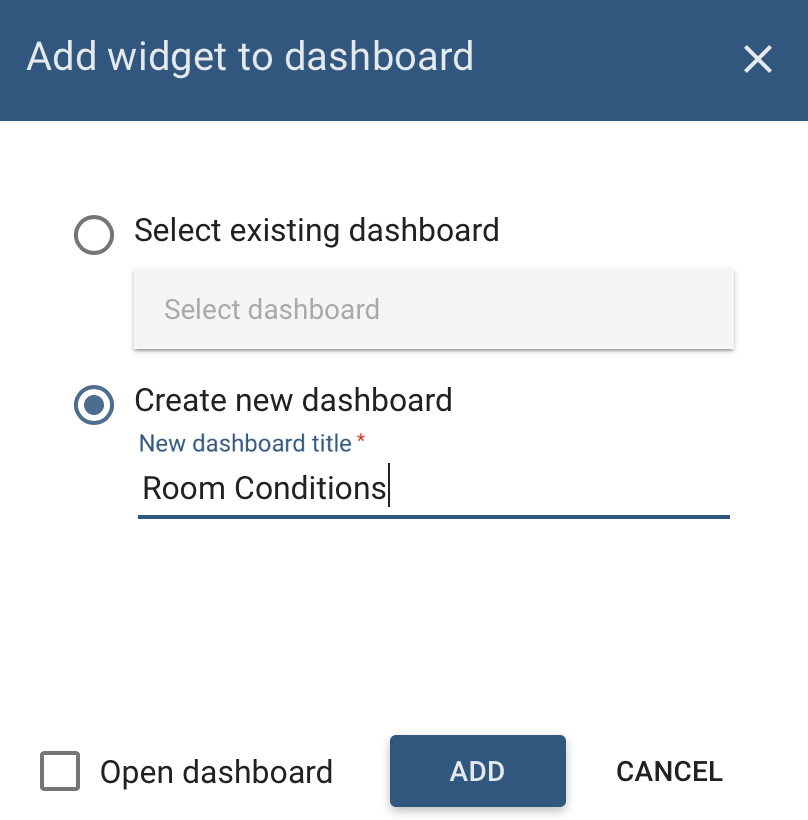 Add widget to dashboard
Select existing dashboard
Select dashboard
Create new dashboard
New dashboard title *
Room Conditions
Open dashboard ADD CANCEL